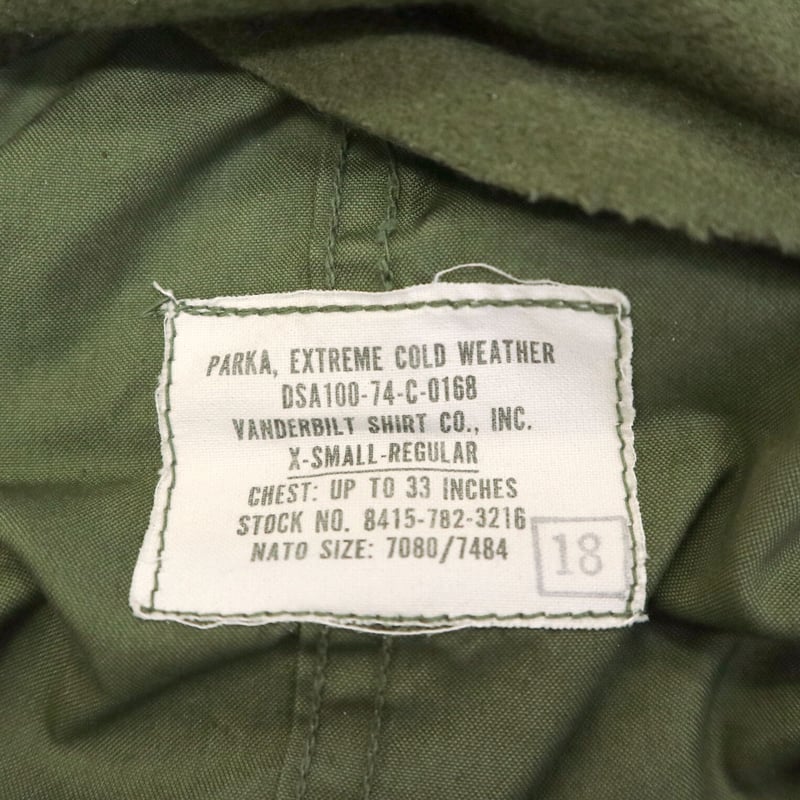 PARKA, EXTREME COLD WEATHER
DSA100-74-C-0168
VANDERBILT SHIRT CO., INC.
X-SMALL-REGULAR
CHEST: UP TO 33 INCHES
STOCK NO. 8415-782-3216
NATO SIZE: 7080/7484
18